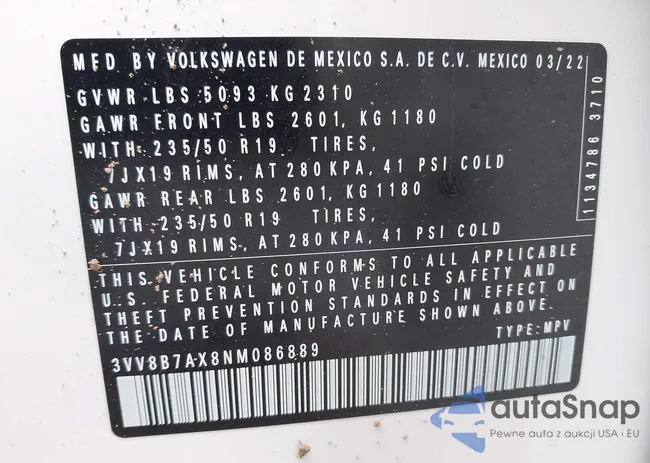 MFD BY VOLKSWAGEN DE MEXICO S.A. DE C.V. MEXICO 03/22
GVWR LBS 5093 KG 2310
GAWR FRONT LBS 2601, KG 1180
WITH 235/50 R19 TIRES,
7JX19 RIMS, AT 280 KPA, 41 PSI COLD
GAWR REAR LBS 2601, KG 1180
WITH 235/50 R19 TIRES,
7JX19 RIMS, AT 280 KPA, 41 PSI COLD
1134786 3710
THIS VEHICLE CONFORMS TO ALL APPLICABLE
U.S. FEDERAL MOTOR VEHICLE SAFETY AND
THEFT PREVENTION STANDARDS IN EFFECT ON
THE DATE OF MANUFACTURE SHOWN ABOVE.
3VV8B7AX8NM086889
TYPE: MPV
autaSnap
Pewne auta z aukcji USA i EU